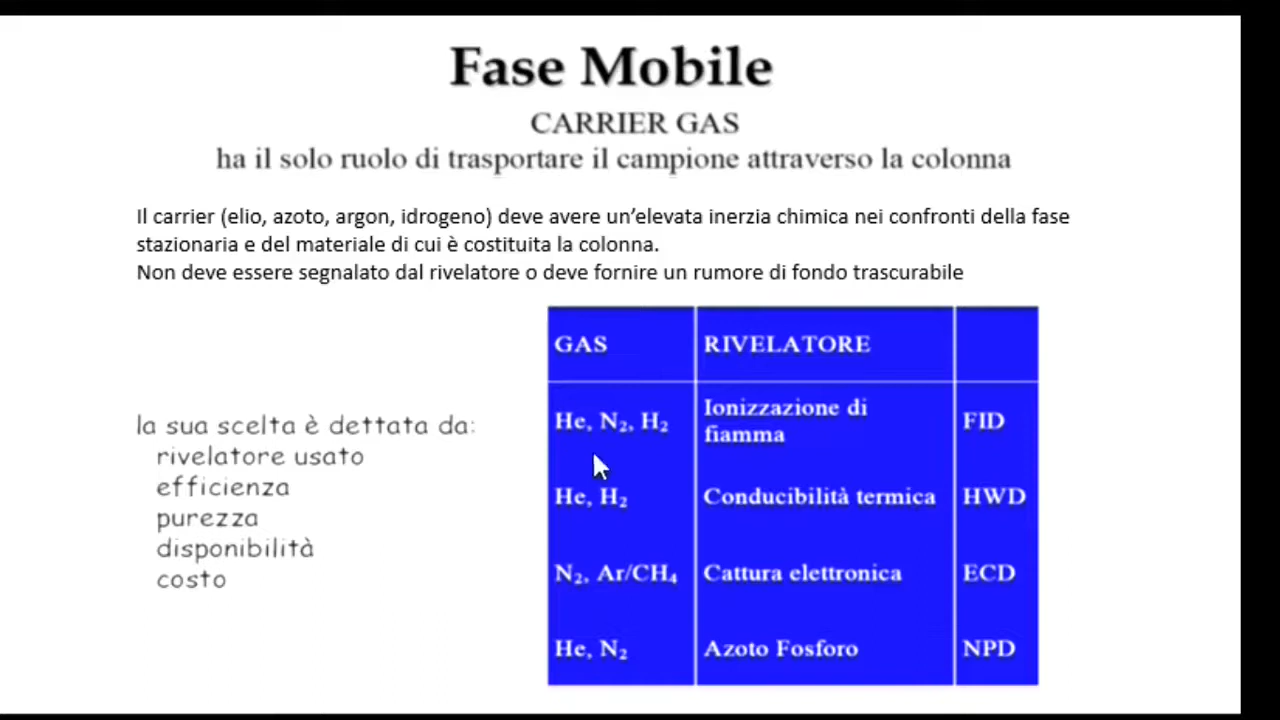 Fase Mobile
CARRIER GAS
ha il solo ruolo di trasportare il campione attraverso la colonna
Il carrier (elio, azoto, argon, idrogeno) deve avere un’elevata inerzia chimica nei confronti della fase
stazionaria e del materiale di cui è costituita la colonna.
Non deve essere segnalato dal rivelatore o deve fornire un rumore di fondo trascurabile
la sua scelta è dettata da:
rivelatore usato
efficienza
purezza
disponibilità
costo
GAS RIVELATORE
He, N₂, H₂ Ionizzazione di fiamma FID
He, H₂ Conducibilità termica HWD
N₂, Ar/CH₄ Cattura elettronica ECD
He, N₂ Azoto Fosforo NPD